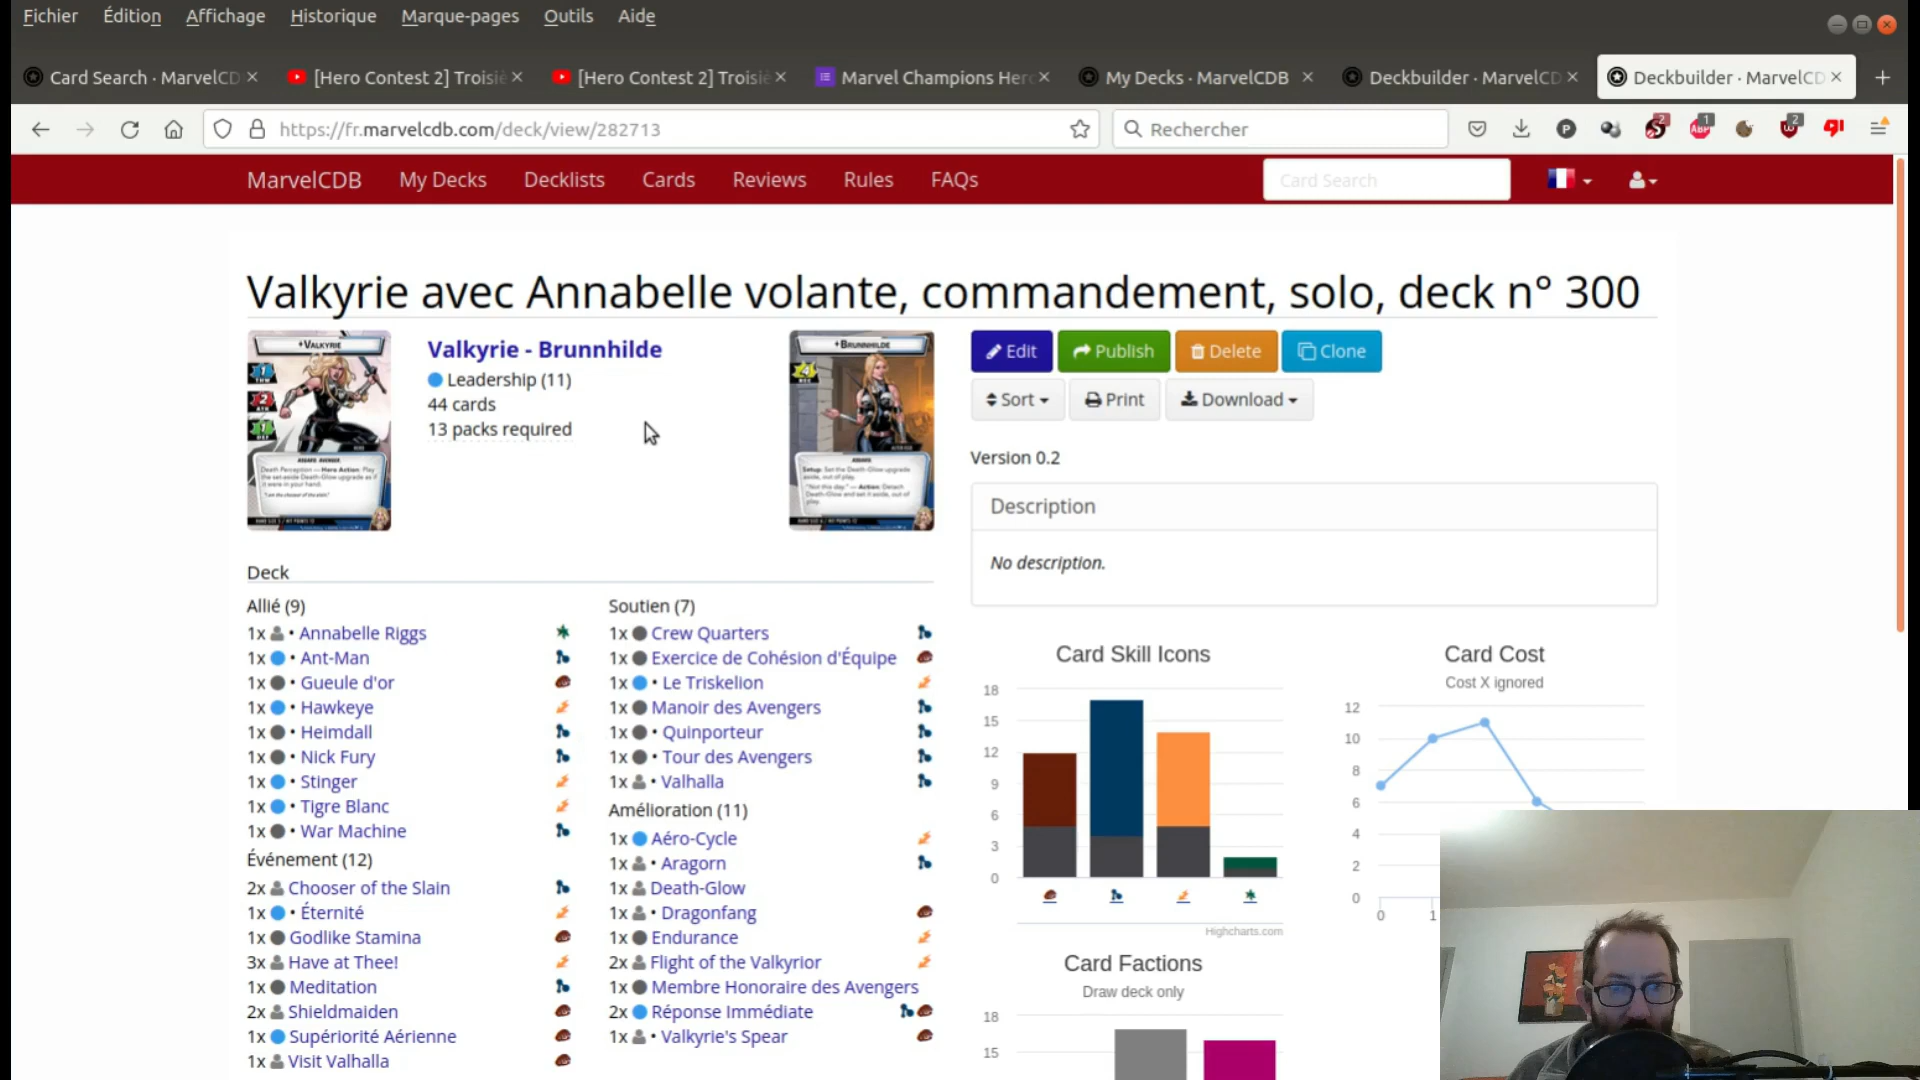 Fichier Édition Affichage Historique Marque-pages Outils Aide
Card Search · MarvelCD [Hero Contest 2] Troisiè [Hero Contest 2] Troisiè Marvel Champions Herc My Decks · MarvelCDB Deckbuilder · MarvelCD Deckbuilder · MarvelCD
https://fr.marvelcdb.com/deck/view/282713 Rechercher 2 1 2
MarvelCDB My Decks Decklists Cards Reviews Rules FAQs Card Search
Valkyrie avec Annabelle volante, commandement, solo, deck n° 300
VALKYRIE
Valkyrie - Brunnhilde
Leadership (11)
44 cards
13 packs required
BRUNNHILDE
Edit Publish Delete Clone
Sort Print Download
Version 0.2
Description
No description.
Deck
Allié (9)
1x • Annabelle Riggs
1x • Ant-Man
1x • Gueule d'or
1x • Hawkeye
1x • Heimdall
1x • Nick Fury
1x • Stinger
1x • Tigre Blanc
1x • War Machine
Événement (12)
2x Chooser of the Slain
1x • Éternité
1x Godlike Stamina
3x Have at Thee!
1x Meditation
2x Shieldmaiden
1x Supériorité Aérienne
1x Visit Valhalla
Soutien (7)
1x Crew Quarters
1x Exercice de Cohésion d'Équipe
1x • Le Triskelion
1x Manoir des Avengers
1x • Quinporteur
1x • Tour des Avengers
1x • Valhalla
Amélioration (11)
1x Aéro-Cycle
1x • Aragorn
1x Death-Glow
1x • Dragonfang
1x Endurance
2x Flight of the Valkyrior
1x Membre Honoraire des Avengers
2x Réponse Immédiate
1x • Valkyrie's Spear
Card Skill Icons
18
15
12
9
6
3
0
Highcharts.com
Card Cost
Cost X ignored
12
10
8
6
4
2
0
0 1
Card Factions
Draw deck only
18
15